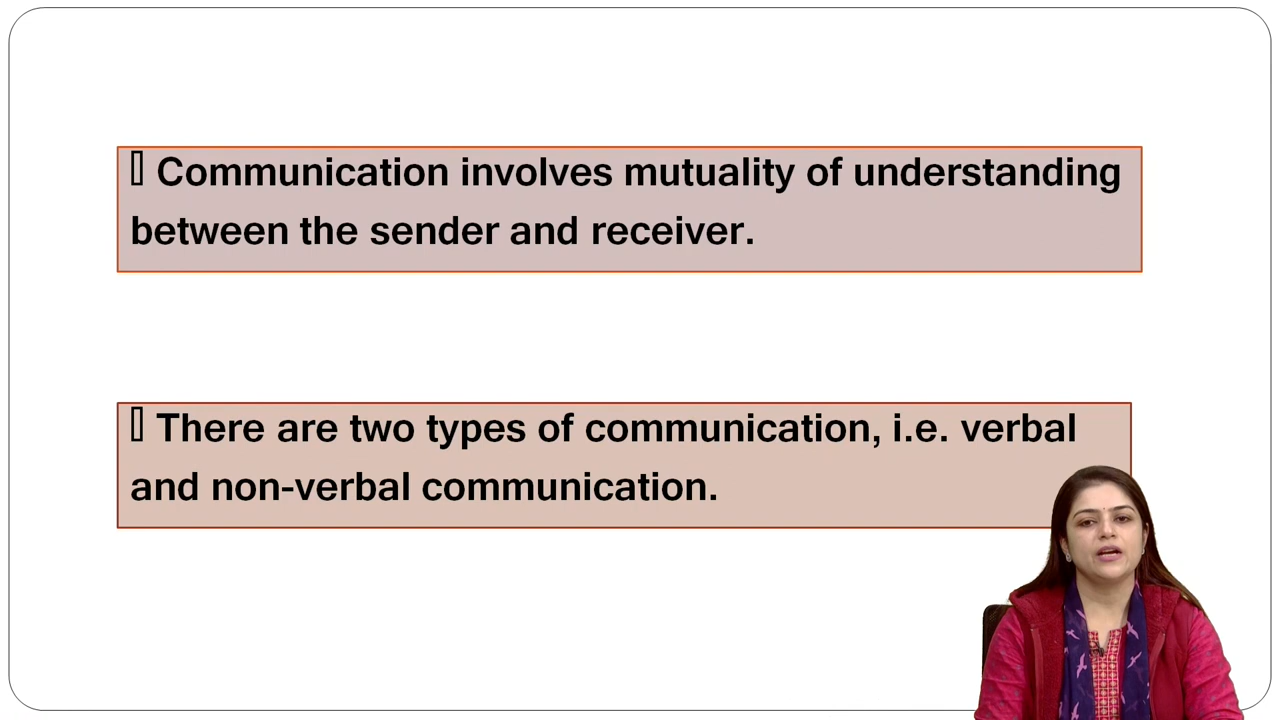 ▯ Communication involves mutuality of understanding
between the sender and receiver.
▯ There are two types of communication, i.e. verbal
and non-verbal communication.